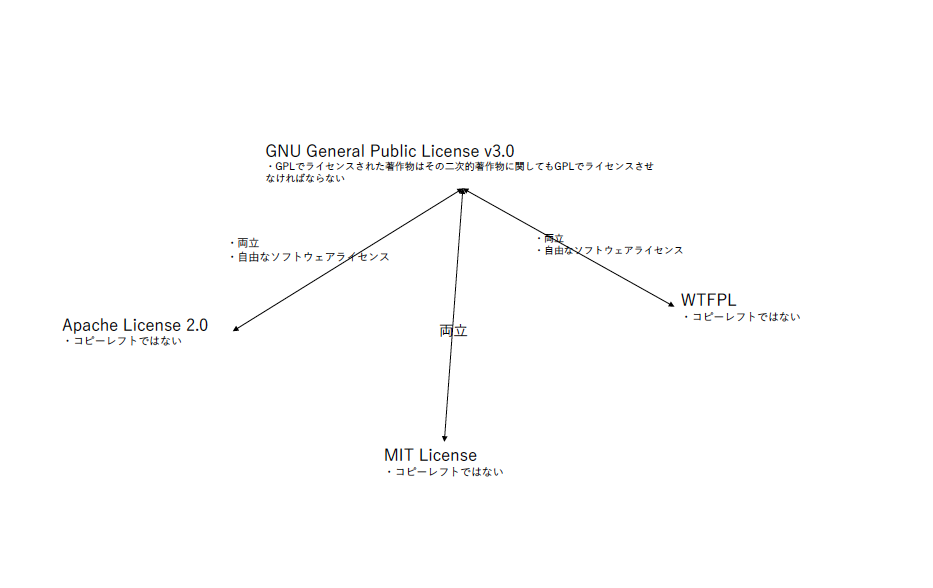 GNU General Public License v3.0
・GPLでライセンスされた著作物はその二次的著作物に関してもGPLでライセンスさせ
なければならない
・両立
・自由なソフトウェアライセンス
・両立
・自由なソフトウェアライセンス
WTFPL
・コピーレフトではない
Apache License 2.0
・コピーレフトではない
両立
MIT License
・コピーレフトではない